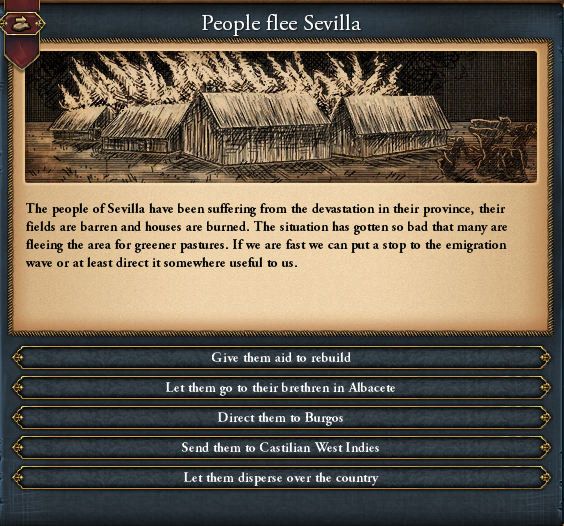 People flee Sevilla
The people of Sevilla have been suffering from the devastation in their province, their
fields are barren and houses are burned. The situation has gotten so bad that many are
fleeing the area for greener pastures. If we are fast we can put a stop to the emigration
wave or at least direct it somewhere useful to us.
Give them aid to rebuild
Let them go to their brethren in Albacete
Direct them to Burgos
Send them to Castilian West Indies
Let them disperse over the country